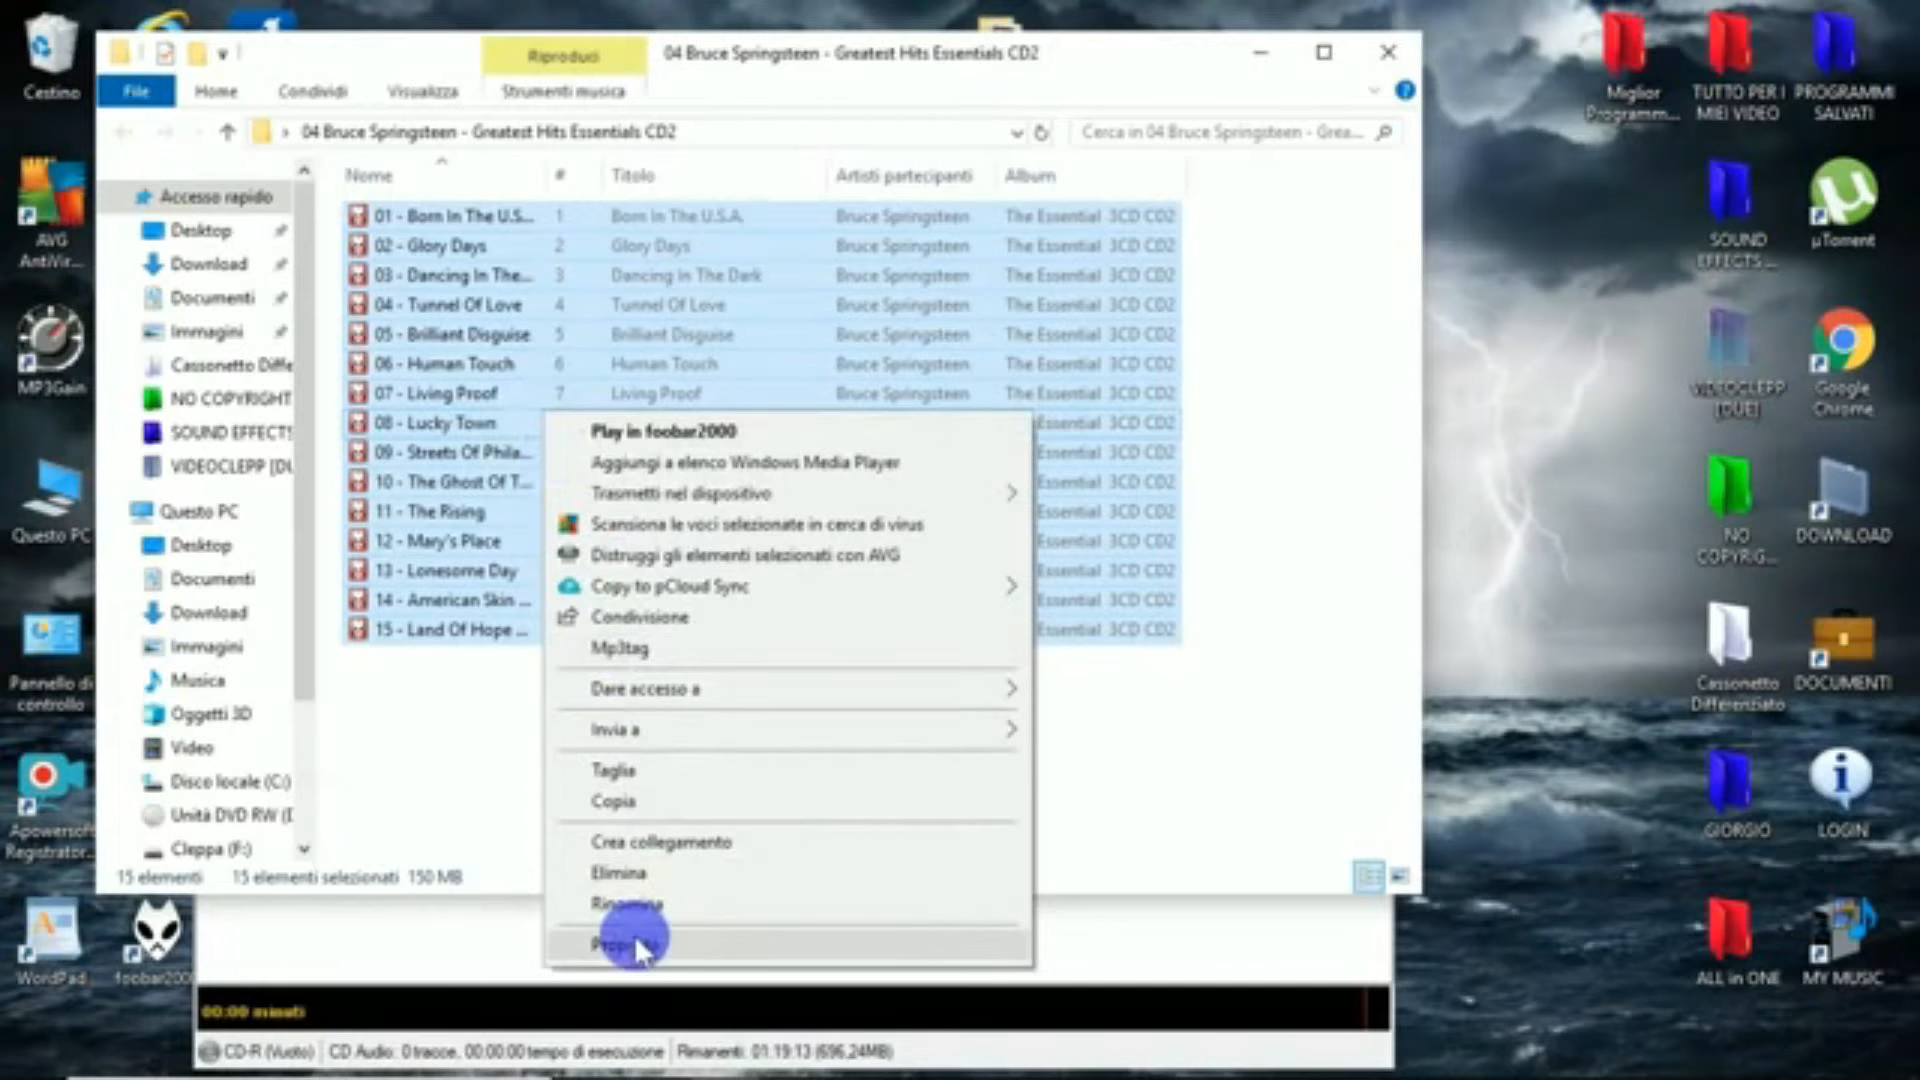 Riproduci
04 Bruce Springsteen - Greatest Hits Essentials CD2
File
Home
Condividi
Visualizza
Strumenti musica
04 Bruce Springsteen - Greatest Hits Essentials CD2
Cerca in 04 Bruce Springsteen - Grea...
Nome
#
Titolo
Artisti partecipanti
Album
01 - Born In The U.S... 1 Born In The U.S.A. Bruce Springsteen The Essential 3CD CD2
02 - Glory Days 2 Glory Days Bruce Springsteen The Essential 3CD CD2
03 - Dancing In The... 3 Dancing In The Dark Bruce Springsteen The Essential 3CD CD2
04 - Tunnel Of Love 4 Tunnel Of Love Bruce Springsteen The Essential 3CD CD2
05 - Brilliant Disguise 5 Brilliant Disguise Bruce Springsteen The Essential 3CD CD2
06 - Human Touch 6 Human Touch Bruce Springsteen The Essential 3CD CD2
07 - Living Proof 7 Living Proof Bruce Springsteen The Essential 3CD CD2
08 - Lucky Town Essential 3CD CD2
09 - Streets Of Phila... Essential 3CD CD2
10 - The Ghost Of T... Essential 3CD CD2
11 - The Rising Essential 3CD CD2
12 - Mary's Place Essential 3CD CD2
13 - Lonesome Day Essential 3CD CD2
14 - American Skin ... Essential 3CD CD2
15 - Land Of Hope ... Essential 3CD CD2
Accesso rapido
Desktop
Download
Documenti
Immagini
Cassonetto Diffe
NO COPYRIGHT
SOUND EFFECTS
VIDEOCLEPP [DU
Questo PC
Desktop
Documenti
Download
Immagini
Musica
Oggetti 3D
Video
Disco locale (C:)
Unità DVD RW (E
Cleppa (F:)
15 elementi
15 elementi selezionati 150 MB
Play in foobar2000
Aggiungi a elenco Windows Media Player
Trasmetti nel dispositivo
Scansiona le voci selezionate in cerca di virus
Distruggi gli elementi selezionati con AVG
Copy to pCloud Sync
Condivisione
Mp3tag
Dare accesso a
Invia a
Taglia
Copia
Crea collegamento
Elimina
Rinomina
Proprietà
00:00 minuti
CD-R (Vuoto)
CD Audio: 0 tracce, 00:00:00 tempo di esecuzione
Rimanenti: 01:19:13 (696,24MB)
Cestino
AVG
AntiVir...
MP3Gain
Questo PC
Pannello di
controllo
Apowersoft
Registrator...
WordPad
foobar200
Miglior
Programm...
TUTTO PER I
MIEI VIDEO
PROGRAMMI
SALVATI
SOUND
EFFECTS ...
µTorrent
VIDEOCLEPP
[DUE]
Google
Chrome
NO
COPYRIG...
DOWNLOAD
Cassonetto
Differenziato
DOCUMENTI
GIORGIO
LOGIN
ALL in ONE
MY MUSIC